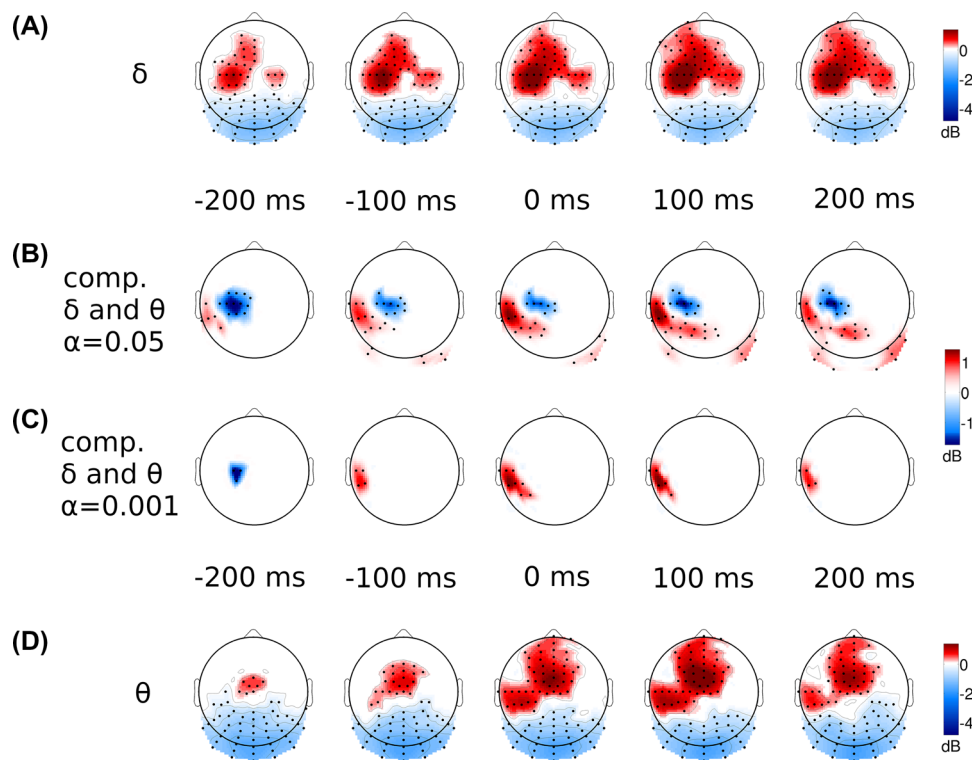 (A)
δ
0
-2
-4
dB
-200 ms -100 ms 0 ms 100 ms 200 ms
(B)
comp.
δ and θ
α=0.05
1
0
-1
dB
(C)
comp.
δ and θ
α=0.001
-200 ms -100 ms 0 ms 100 ms 200 ms
(D)
θ
0
-2
-4
dB